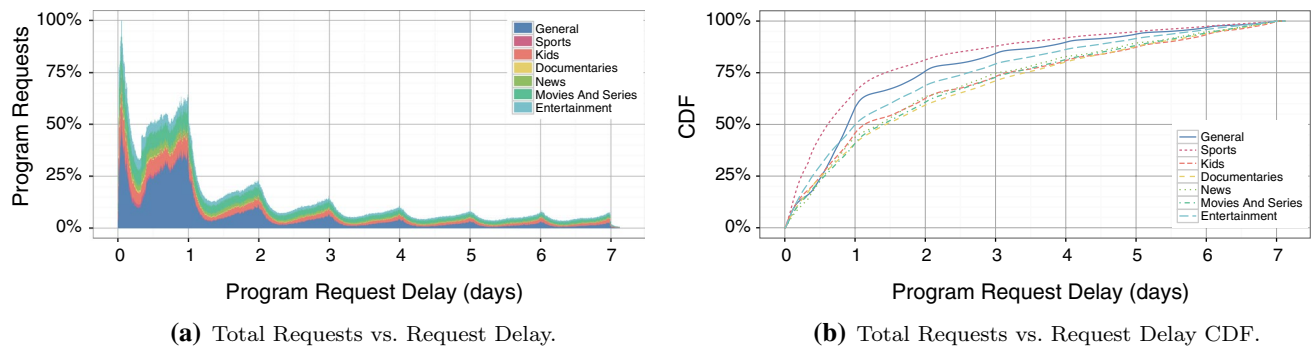 100%
75%
50%
25%
0%
Program Requests
General
Sports
Kids
Documentaries
News
Movies And Series
Entertainment
0 1 2 3 4 5 6 7
Program Request Delay (days)
(a) Total Requests vs. Request Delay.
100%
75%
50%
25%
0%
CDF
General
Sports
Kids
Documentaries
News
Movies And Series
Entertainment
0 1 2 3 4 5 6 7
Program Request Delay (days)
(b) Total Requests vs. Request Delay CDF.